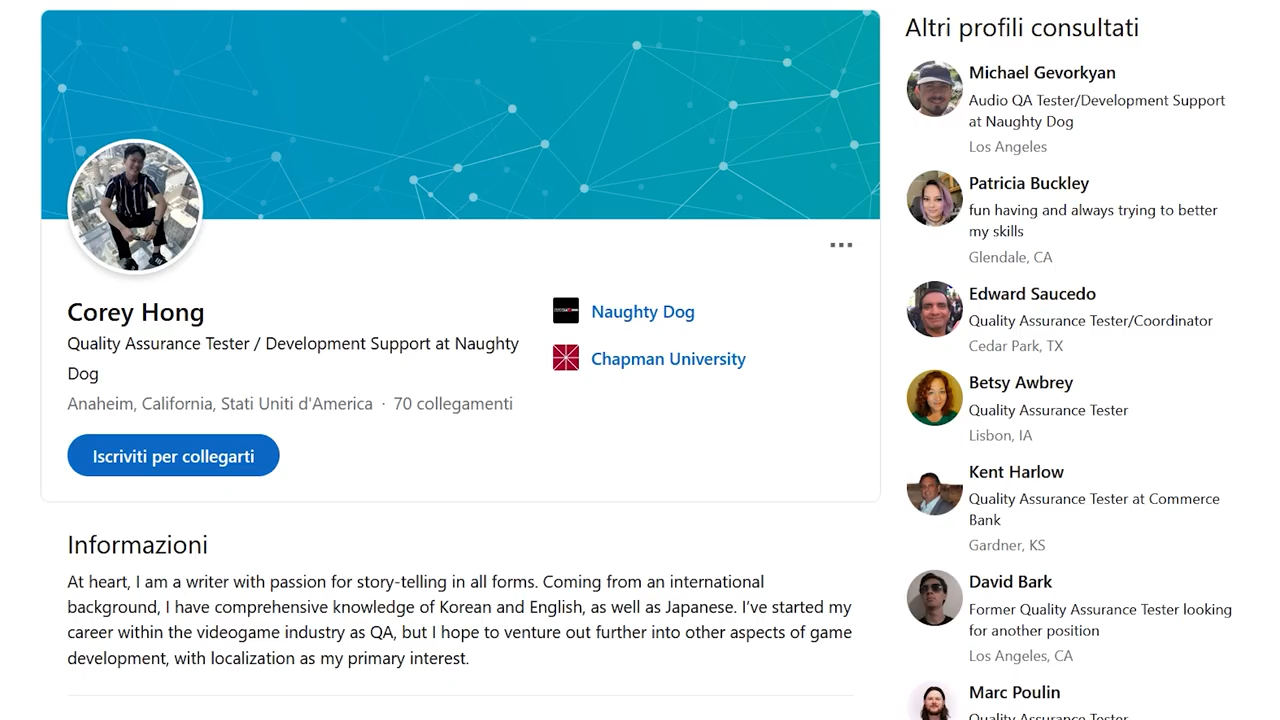 Corey Hong
Quality Assurance Tester / Development Support at Naughty
Dog
Anaheim, California, Stati Uniti d'America · 70 collegamenti
Iscriviti per collegarti
Naughty Dog
Chapman University
Informazioni
At heart, I am a writer with passion for story-telling in all forms. Coming from an international
background, I have comprehensive knowledge of Korean and English, as well as Japanese. I’ve started my
career within the videogame industry as QA, but I hope to venture out further into other aspects of game
development, with localization as my primary interest.
Altri profili consultati
Michael Gevorkyan
Audio QA Tester/Development Support
at Naughty Dog
Los Angeles
Patricia Buckley
fun having and always trying to better
my skills
Glendale, CA
Edward Saucedo
Quality Assurance Tester/Coordinator
Cedar Park, TX
Betsy Awbrey
Quality Assurance Tester
Lisbon, IA
Kent Harlow
Quality Assurance Tester at Commerce
Bank
Gardner, KS
David Bark
Former Quality Assurance Tester looking
for another position
Los Angeles, CA
Marc Poulin
Quality Assurance Tester